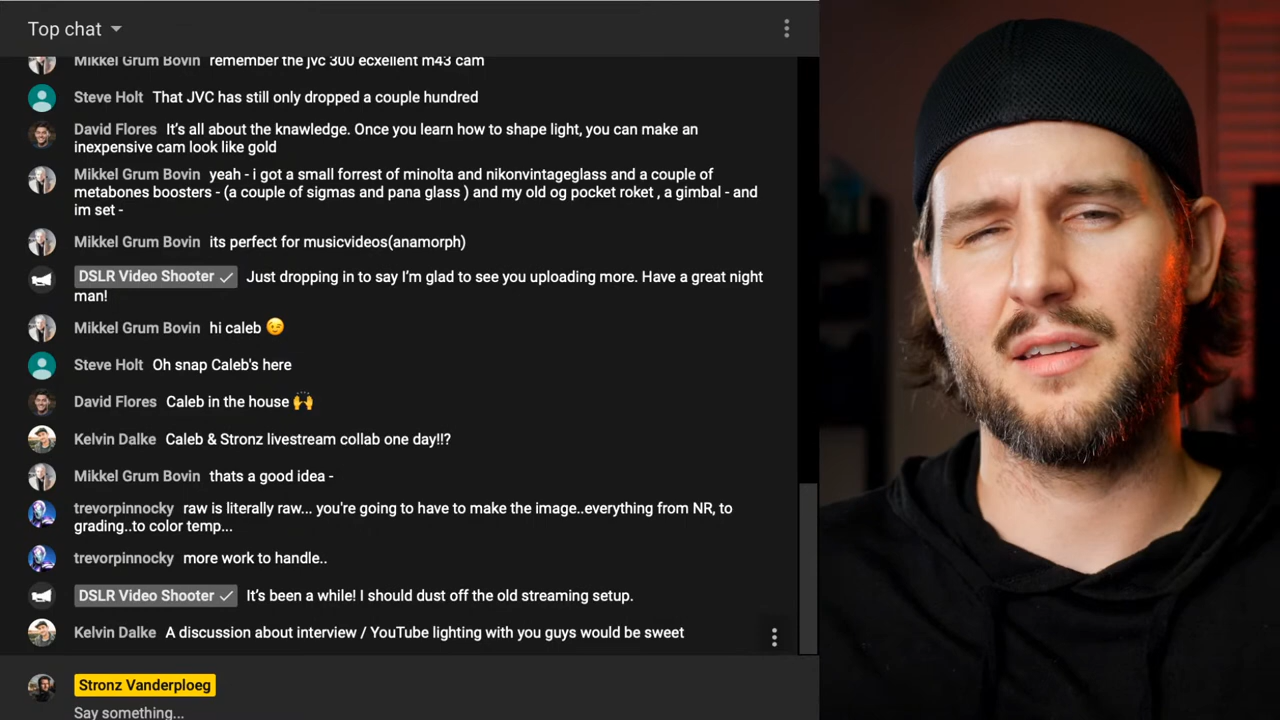 Top chat
Mikkel Grum Bovin remember the jvc 300 ecxellent m43 cam
Steve Holt That JVC has still only dropped a couple hundred
David Flores It's all about the knawledge. Once you learn how to shape light, you can make an
inexpensive cam look like gold
Mikkel Grum Bovin yeah - i got a small forrest of minolta and nikonvintageglass and a couple of
metabones boosters - (a couple of sigmas and pana glass ) and my old og pocket roket , a gimbal - and
im set -
Mikkel Grum Bovin its perfect for musicvideos(anamorph)
DSLR Video Shooter ✓ Just dropping in to say I'm glad to see you uploading more. Have a great night
man!
Mikkel Grum Bovin hi caleb 😉
Steve Holt Oh snap Caleb's here
David Flores Caleb in the house 🙌
Kelvin Dalke Caleb & Stronz livestream collab one day!!?
Mikkel Grum Bovin thats a good idea -
trevorpinnocky raw is literally raw... you're going to have to make the image..everything from NR, to
grading..to color temp...
trevorpinnocky more work to handle..
DSLR Video Shooter ✓ It's been a while! I should dust off the old streaming setup.
Kelvin Dalke A discussion about interview / YouTube lighting with you guys would be sweet
Stronz Vanderploeg
Say something...